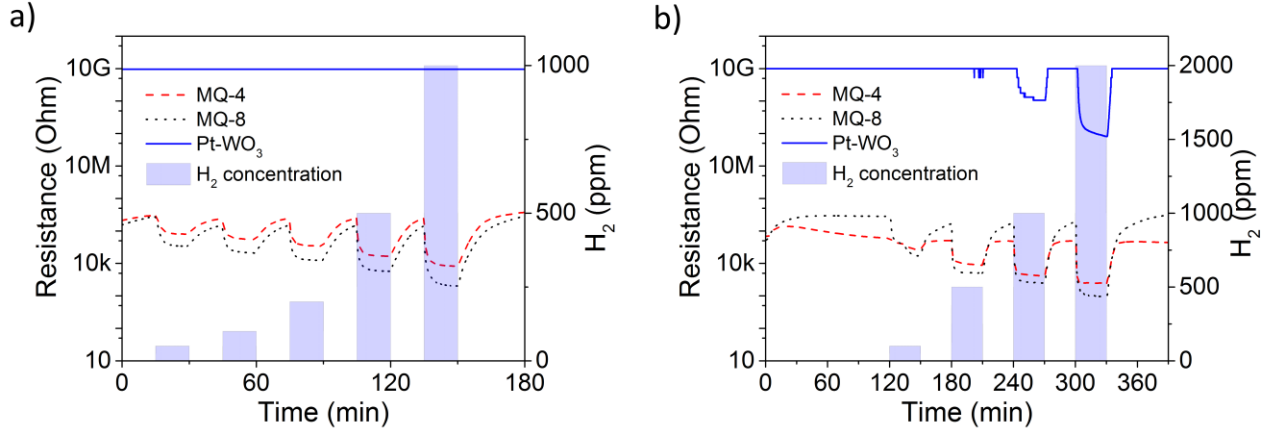 a)
Resistance (Ohm)
10G
10M
10k
10
MQ-4
MQ-8
Pt-WO₃
H₂ concentration
1000
500
0
H₂ (ppm)
0 60 120 180
Time (min)
b)
Resistance (Ohm)
10G
10M
10k
10
MQ-4
MQ-8
Pt-WO₃
H₂ concentration
2000
1500
1000
500
0
H₂ (ppm)
0 60 120 180 240 300 360
Time (min)